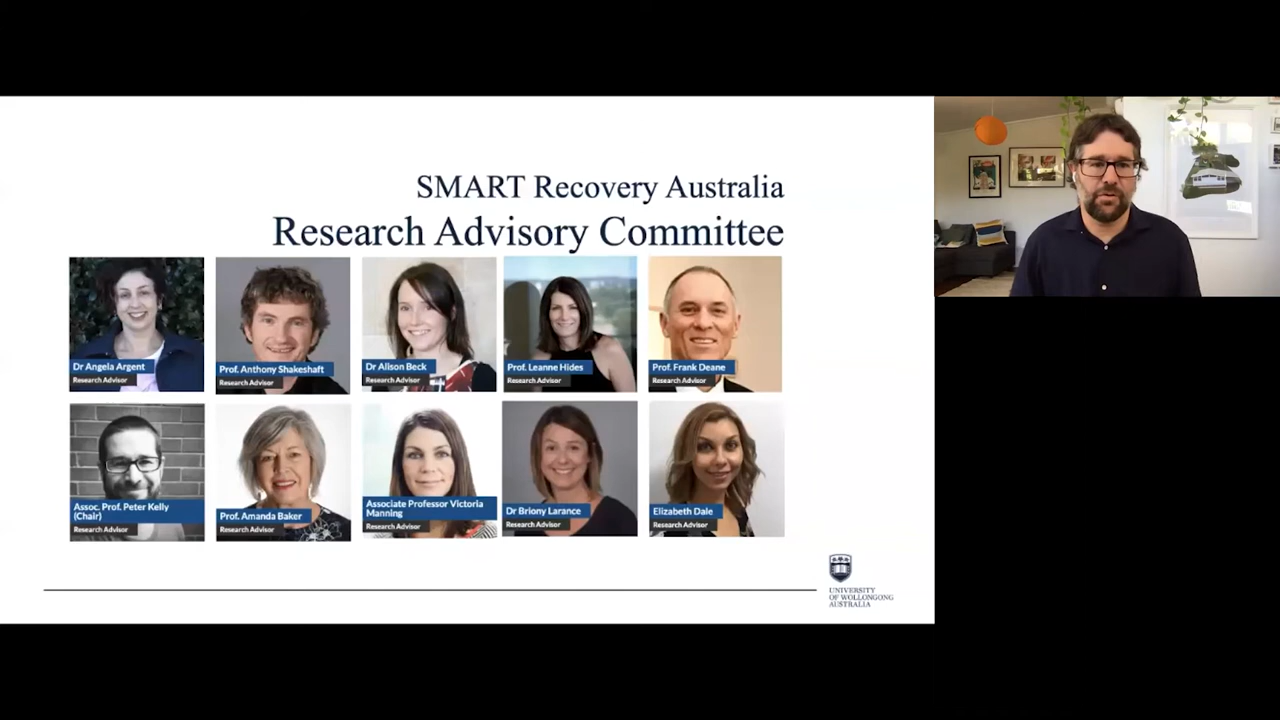 SMART Recovery Australia
Research Advisory Committee
Dr Angela Argent
Research Advisor
Prof. Anthony Shakeshaft
Research Advisor
Dr Alison Beck
Research Advisor
Prof. Leanne Hides
Research Advisor
Prof. Frank Deane
Research Advisor
Assoc. Prof. Peter Kelly
(Chair)
Research Advisor
Prof. Amanda Baker
Research Advisor
Associate Professor Victoria
Manning
Research Advisor
Dr Briony Larance
Research Advisor
Elizabeth Dale
Research Advisor
UNIVERSITY
OF WOLLONGONG
AUSTRALIA